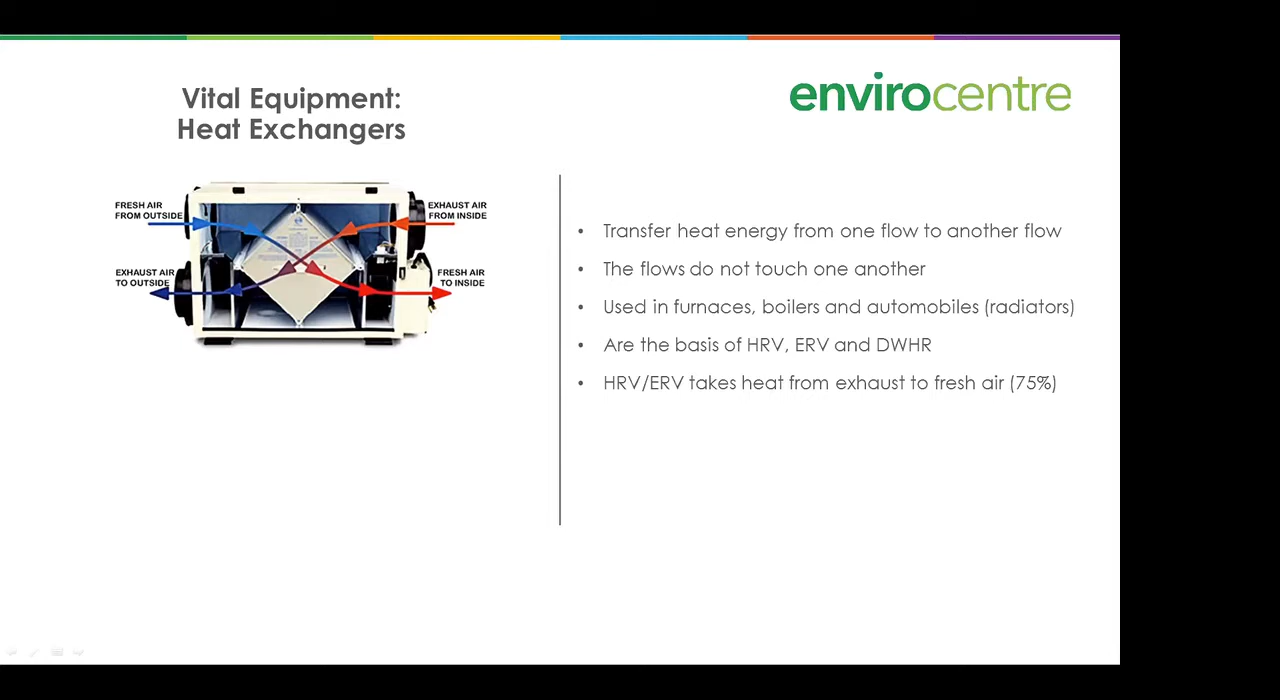 Vital Equipment:
Heat Exchangers
envirocentre
FRESH AIR
FROM OUTSIDE
EXHAUST AIR
FROM INSIDE
EXHAUST AIR
TO OUTSIDE
FRESH AIR
TO INSIDE
• Transfer heat energy from one flow to another flow
• The flows do not touch one another
• Used in furnaces, boilers and automobiles (radiators)
• Are the basis of HRV, ERV and DWHR
• HRV/ERV takes heat from exhaust to fresh air (75%)